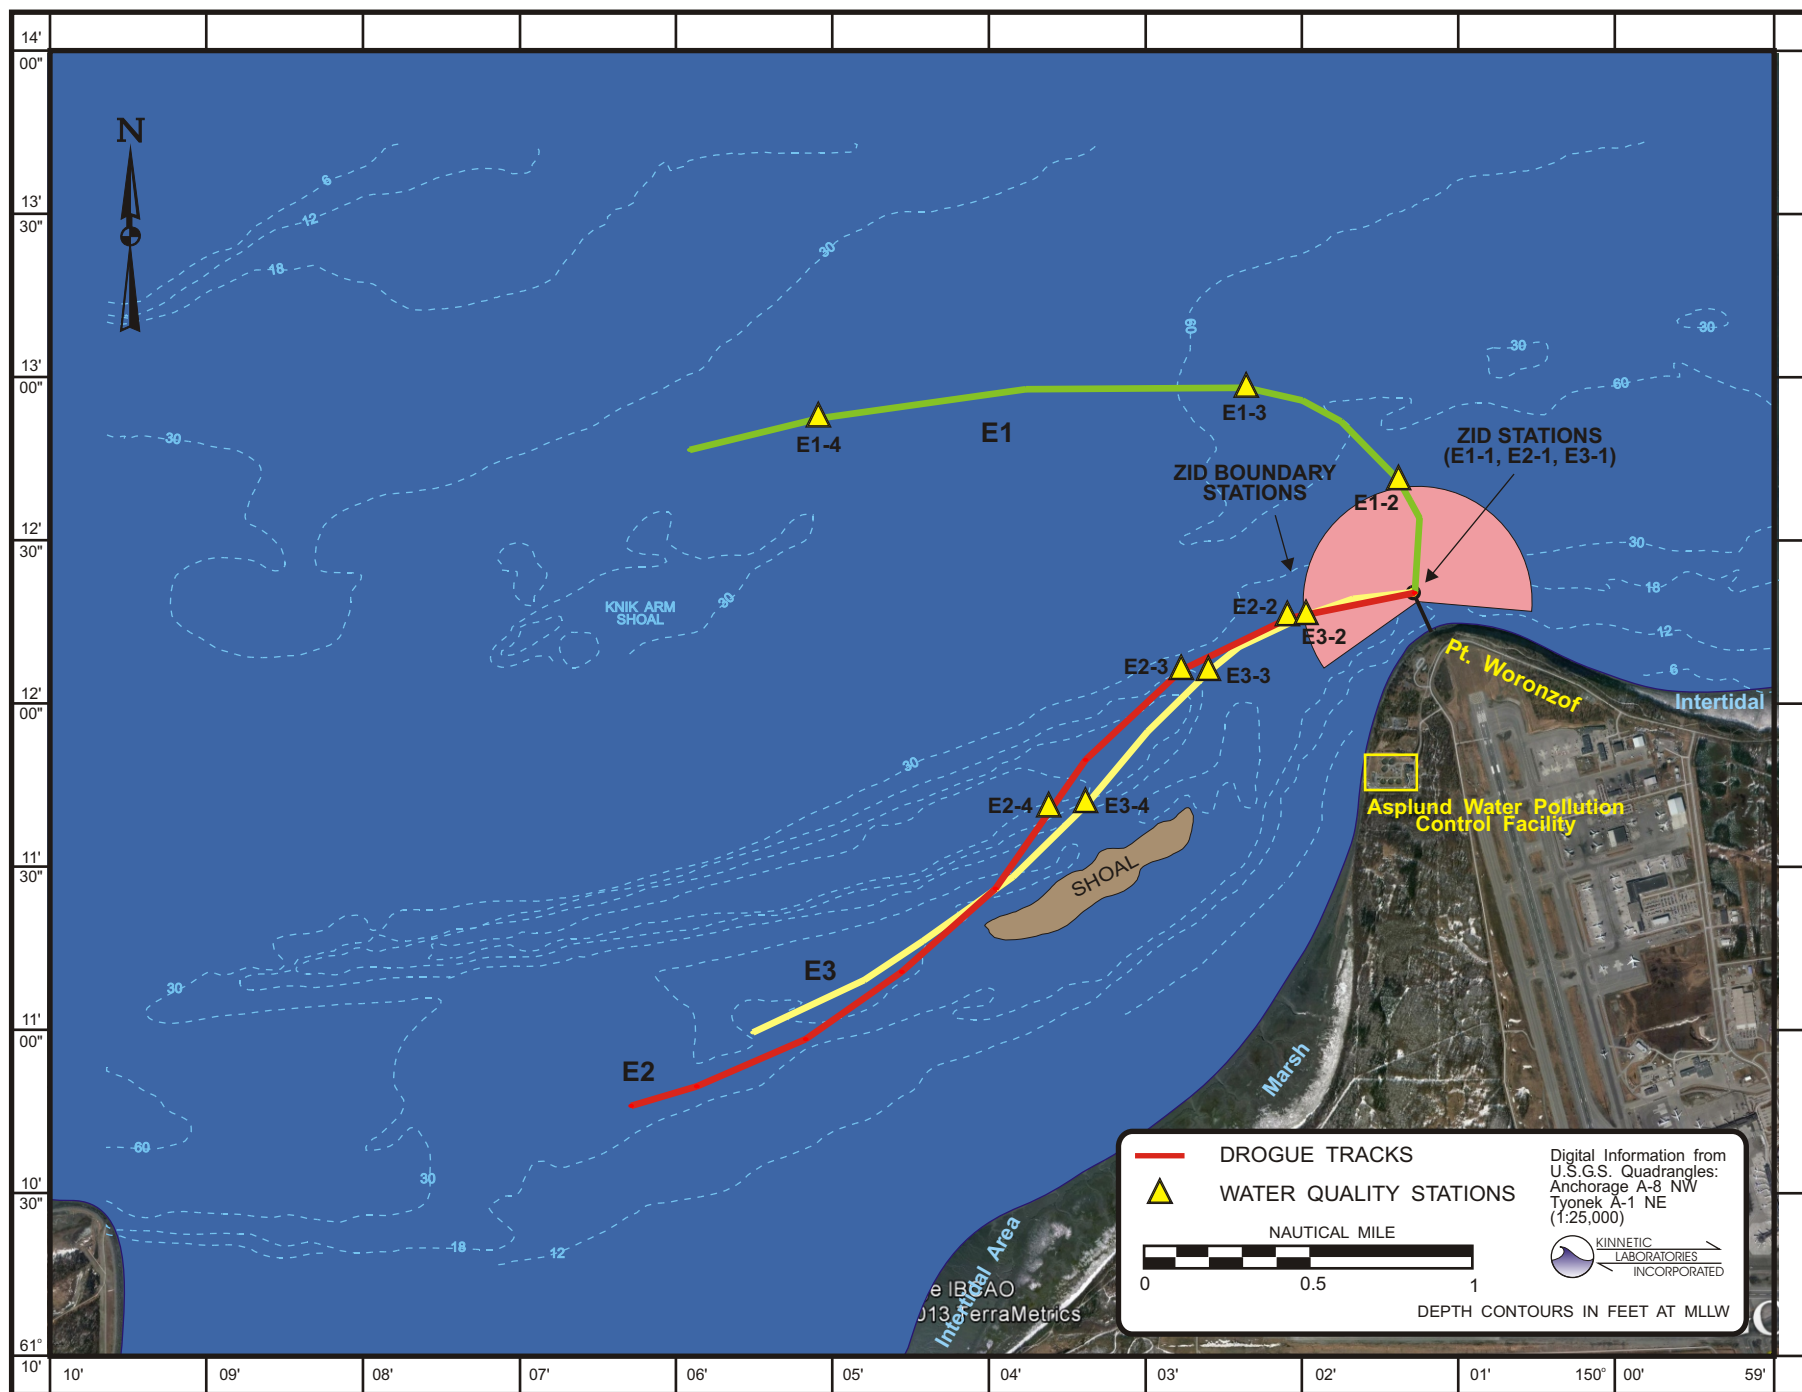 14'
00"
N
6
12
18
30
13'
30"
60
30
30
13'
00"
60
30
E1-4
E1
E1-3
ZID STATIONS
(E1-1, E2-1, E3-1)
ZID BOUNDARY
STATIONS
E1-2
12'
30"
30
18
12
6
KNIK ARM
SHOAL
30
E2-2
E3-2
E2-3
E3-3
Pt. Woronzof
Intertidal
12'
00"
30
E2-4
E3-4
Asplund Water Pollution
Control Facility
11'
30"
SHOAL
E3
30
11'
00"
E2
Marsh
60
30
10'
30"
18
12
Intertidal Area
e IBCAO
013 TerraMetrics
DROGUE TRACKS
WATER QUALITY STATIONS
NAUTICAL MILE
0
0.5
1
Digital Information from
U.S.G.S. Quadrangles:
Anchorage A-8 NW
Tyonek A-1 NE
(1:25,000)
KINNETIC
LABORATORIES
INCORPORATED
DEPTH CONTOURS IN FEET AT MLLW
61°
10'
10'
09'
08'
07'
06'
05'
04'
03'
02'
01'
150° 00'
59'